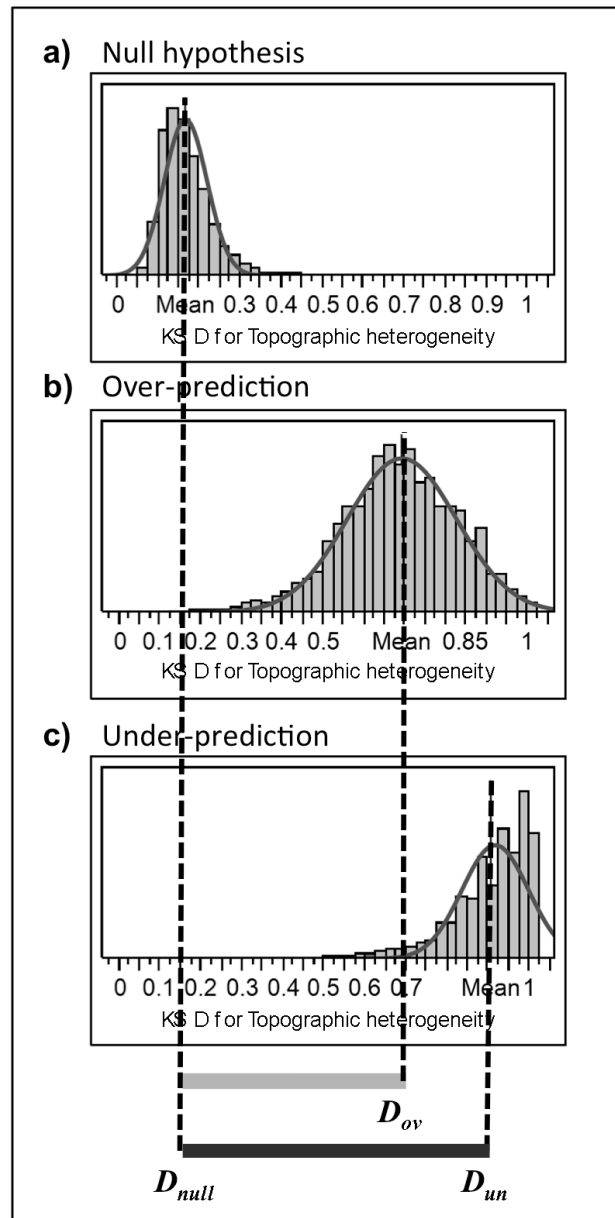 a) Null hypothesis
0 Mean 0.3 0.4 0.5 0.6 0.7 0.8 0.9 1
KS D for Topographic heterogeneity
b) Over-prediction
0 0.1 0.2 0.3 0.4 0.5 Mean 0.85 1
KS D for Topographic heterogeneity
c) Under-prediction
0 0.1 0.2 0.3 0.4 0.5 0.6 0.7 Mean 1
KS D for Topographic heterogeneity
D_ov
D_null D_un